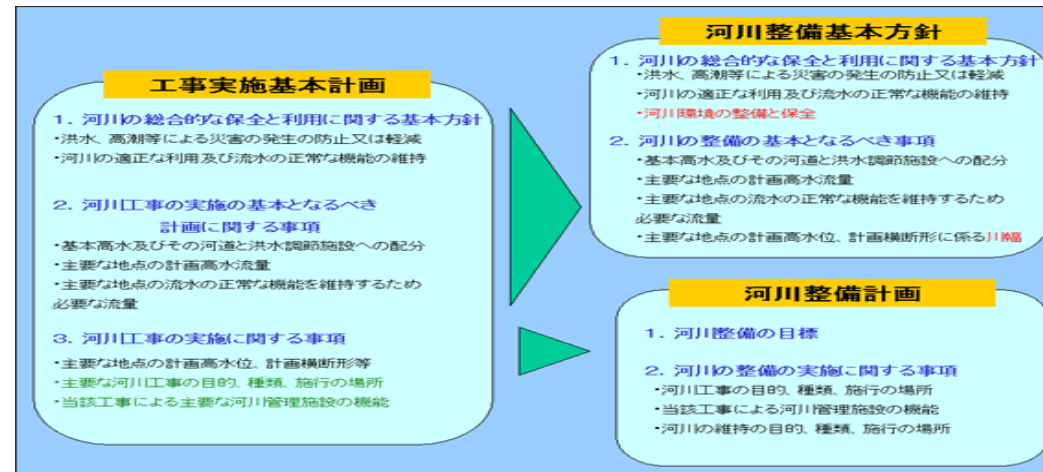 工事実施基本計画
1. 河川の総合的な保全と利用に関する基本方針
・洪水、高潮等による災害の発生の防止又は軽減
・河川の適正な利用及び流水の正常な機能の維持
2. 河川工事の実施の基本となるべき
計画に関する事項
・基本高水及びその河道と洪水調節施設への配分
・主要な地点の計画高水流量
・主要な地点の流水の正常な機能を維持するため
必要な流量
3. 河川工事の実施に関する事項
・主要な地点の計画高水位、計画横断形等
・主要な河川工事の目的、種類、施行の場所
・当該工事による主要な河川管理施設の機能
河川整備基本方針
1. 河川の総合的な保全と利用に関する基本方針
・洪水、高潮等による災害の発生の防止又は軽減
・河川の適正な利用及び流水の正常な機能の維持
・河川環境の整備と保全
2. 河川の整備の基本となるべき事項
・基本高水及びその河道と洪水調節施設への配分
・主要な地点の計画高水流量
・主要な地点の流水の正常な機能を維持するため
必要な流量
・主要な地点の計画高水位、計画横断形に係る川幅
河川整備計画
1. 河川整備の目標
2. 河川の整備の実施に関する事項
・河川工事の目的、種類、施行の場所
・当該工事による河川管理施設の機能
・河川の維持の目的、種類、施行の場所